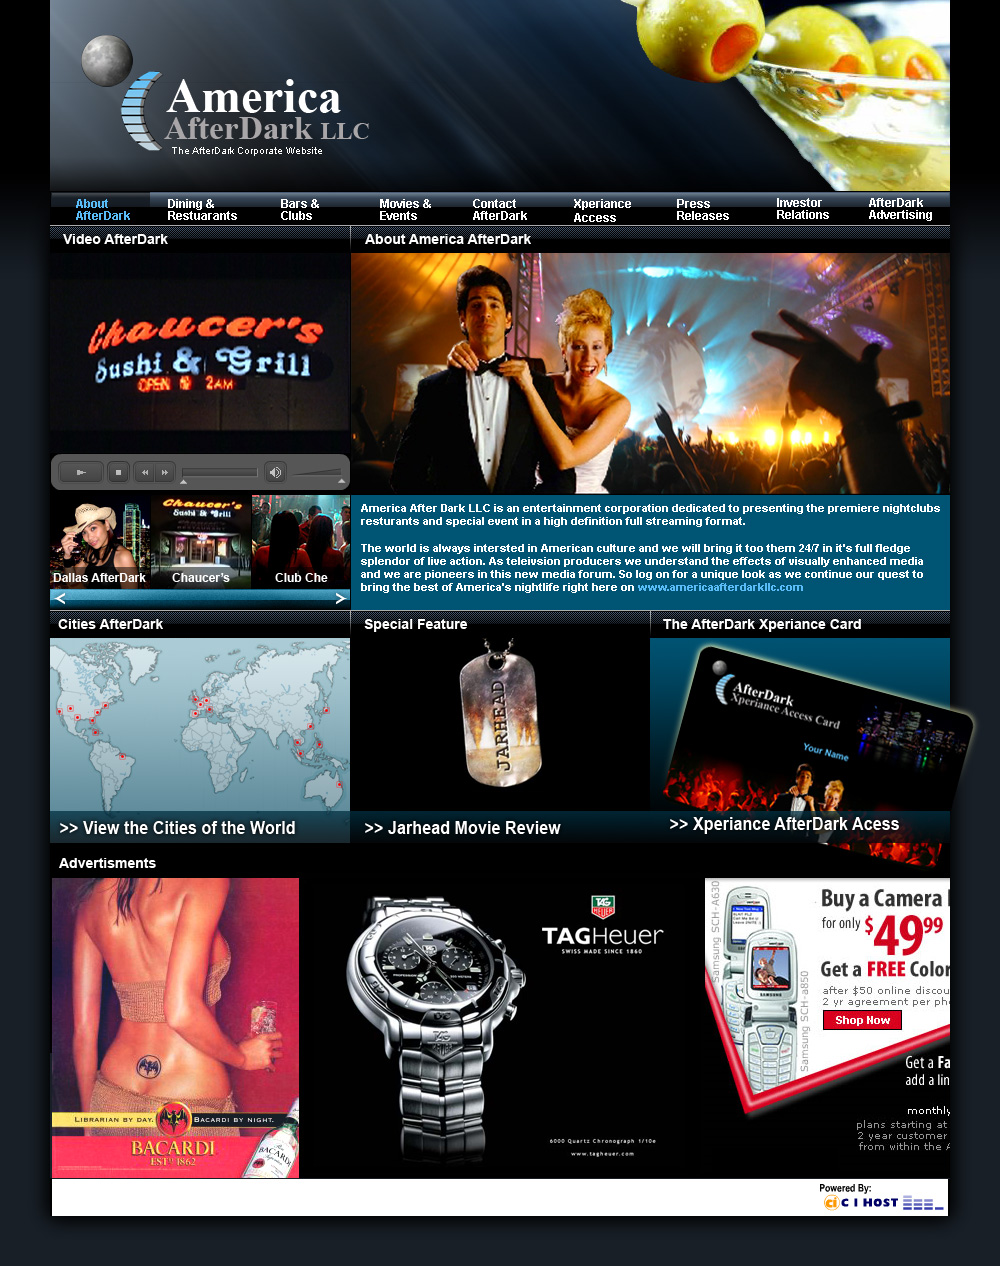 America
AfterDark LLC
The AfterDark Corporate Website
About
AfterDark
Dining &
Restuarants
Bars &
Clubs
Movies &
Events
Contact
AfterDark
Xperiance
Access
Press
Releases
Investor
Relations
AfterDark
Advertising
Video AfterDark
About America AfterDark
Chaucer's
Sushi & Grill
OPEN 2AM
Chaucer's
Sushi & Grill
Dallas AfterDark
Chaucer's
Club Che
America After Dark LLC is an entertainment corporation dedicated to presenting the premiere nightclubs
resturants and special event in a high definition full streaming format.
The world is always intersted in American culture and we will bring it too them 24/7 in it's full fledge
splendor of live action. As teleivsion producers we understand the effects of visually enhanced media
and we are pioneers in this new media forum. So log on for a unique look as we continue our quest to
bring the best of America's nightlife right here on www.americaafterdarkllc.com
Cities AfterDark
Special Feature
The AfterDark Xperiance Card
JARHEAD
AfterDark
Xperiance Access Card
Your Name
>> View the Cities of the World
>> Jarhead Movie Review
>> Xperiance AfterDark Acess
Advertisments
LIBRARIAN BY DAY.
BACARDI BY NIGHT.
BACARDI
EST. 1862
BACARDI
TAG
HEUER
TAGHeuer
SWISS MADE SINCE 1860
6000 Quartz Chronograph 1/10e
www.tagheuer.com
Samsung SCH-A630
Samsung SCH-a850
SAMSUNG
Buy a Camera
for only $49.99
Get a FREE Color
after $50 online discou
2 yr agreement per pho
Shop Now
Get a Fa
add a lin
monthly
plans starting at
2 year customer
from within the A
Powered By:
ci C I HOST